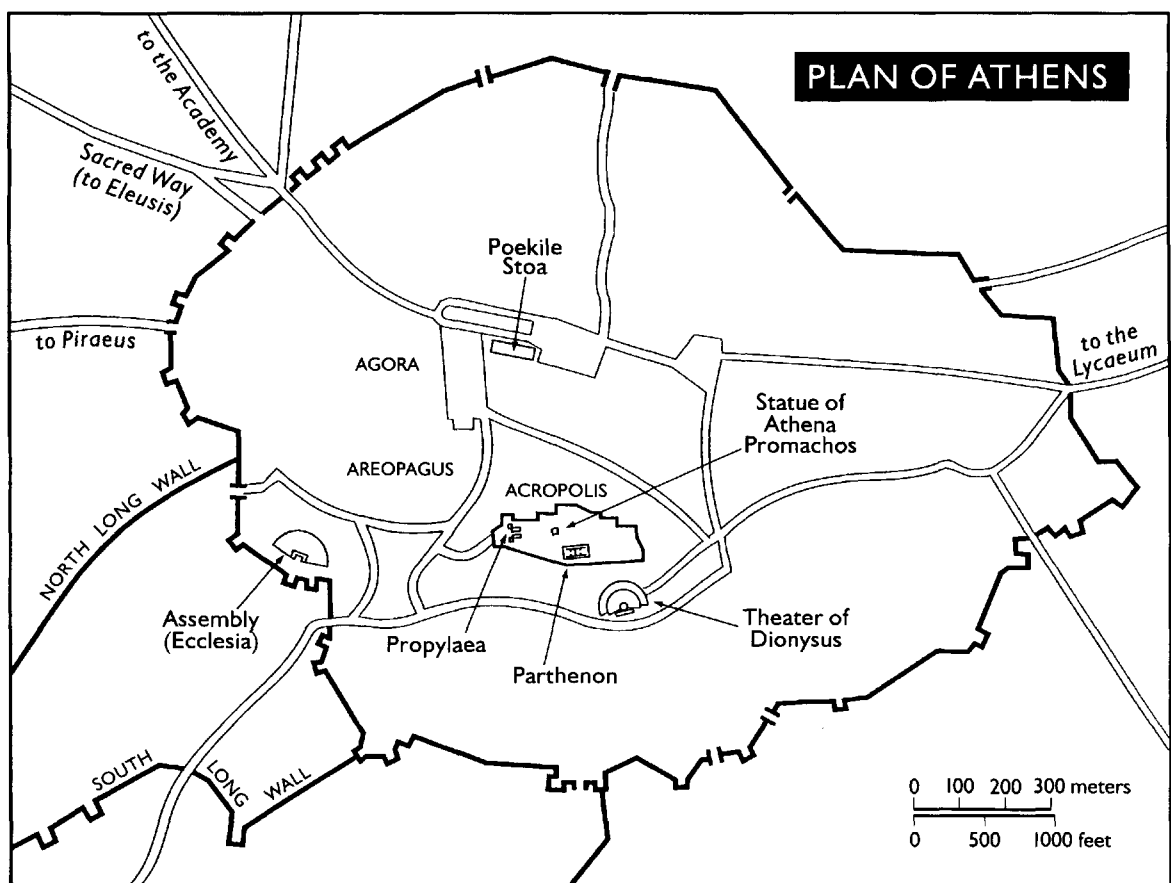 PLAN OF ATHENS
to the Academy
Sacred Way
(to Eleusis)
Poekile
Stoa
to Piraeus
to the
Lycaeum
AGORA
Statue of
Athena
Promachos
AREOPAGUS
ACROPOLIS
NORTH LONG WALL
Assembly
(Ecclesia)
Propylaea
Parthenon
Theater of
Dionysus
SOUTH LONG WALL
0 100 200 300 meters
0 500 1000 feet